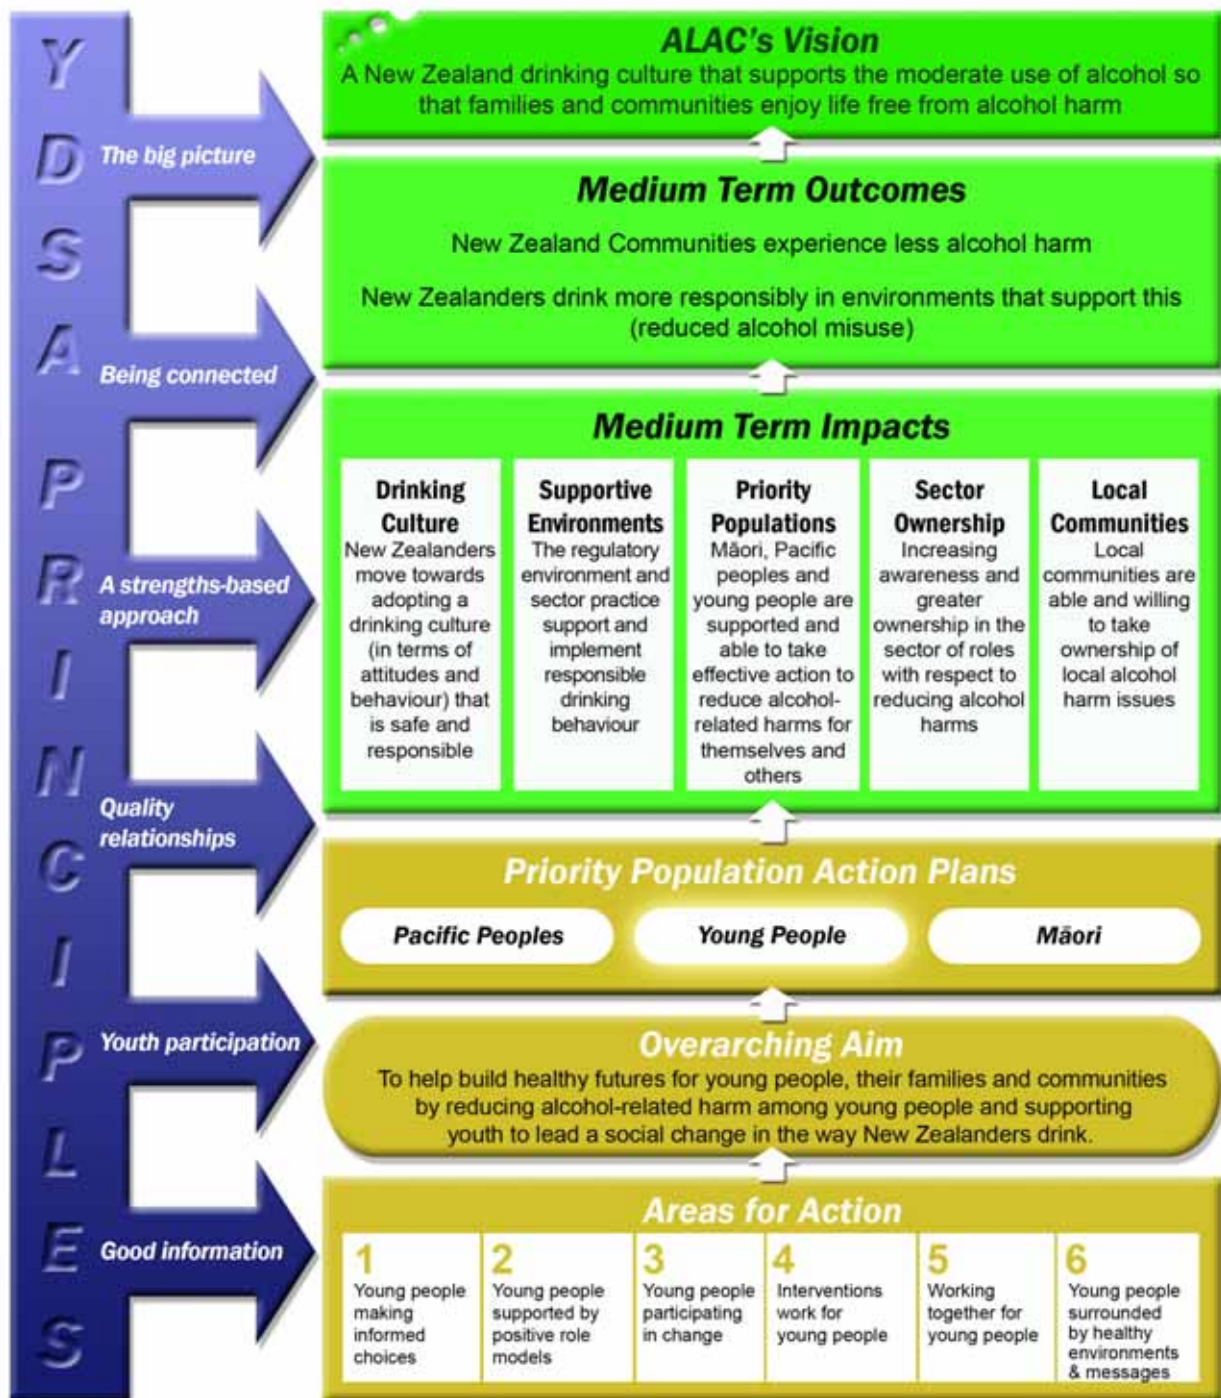 YDSA PRINCIPLES
The big picture
Being connected
A strengths-based
approach
Quality
relationships
Youth participation
Good information
ALAC's Vision
A New Zealand drinking culture that supports the moderate use of alcohol so
that families and communities enjoy life free from alcohol harm
Medium Term Outcomes
New Zealand Communities experience less alcohol harm
New Zealanders drink more responsibly in environments that support this
(reduced alcohol misuse)
Medium Term Impacts
Drinking
Culture
New Zealanders
move towards
adopting a
drinking culture
(in terms of
attitudes and
behaviour) that
is safe and
responsible
Supportive
Environments
The regulatory
environment and
sector practice
support and
implement
responsible
drinking
behaviour
Priority
Populations
Māori, Pacific
peoples and
young people are
supported and
able to take
effective action to
reduce alcohol-
related harms for
themselves and
others
Sector
Ownership
Increasing
awareness and
greater
ownership in the
sector of roles
with respect to
reducing alcohol
harms
Local
Communities
Local
communities are
able and willing
to take
ownership of
local alcohol
harm issues
Priority Population Action Plans
Pacific Peoples
Young People
Māori
Overarching Aim
To help build healthy futures for young people, their families and communities
by reducing alcohol-related harm among young people and supporting
youth to lead a social change in the way New Zealanders drink.
Areas for Action
1
Young people
making
informed
choices
2
Young people
supported by
positive role
models
3
Young people
participating
in change
4
Interventions
work for
young people
5
Working
together for
young people
6
Young people
surrounded
by healthy
environments
& messages